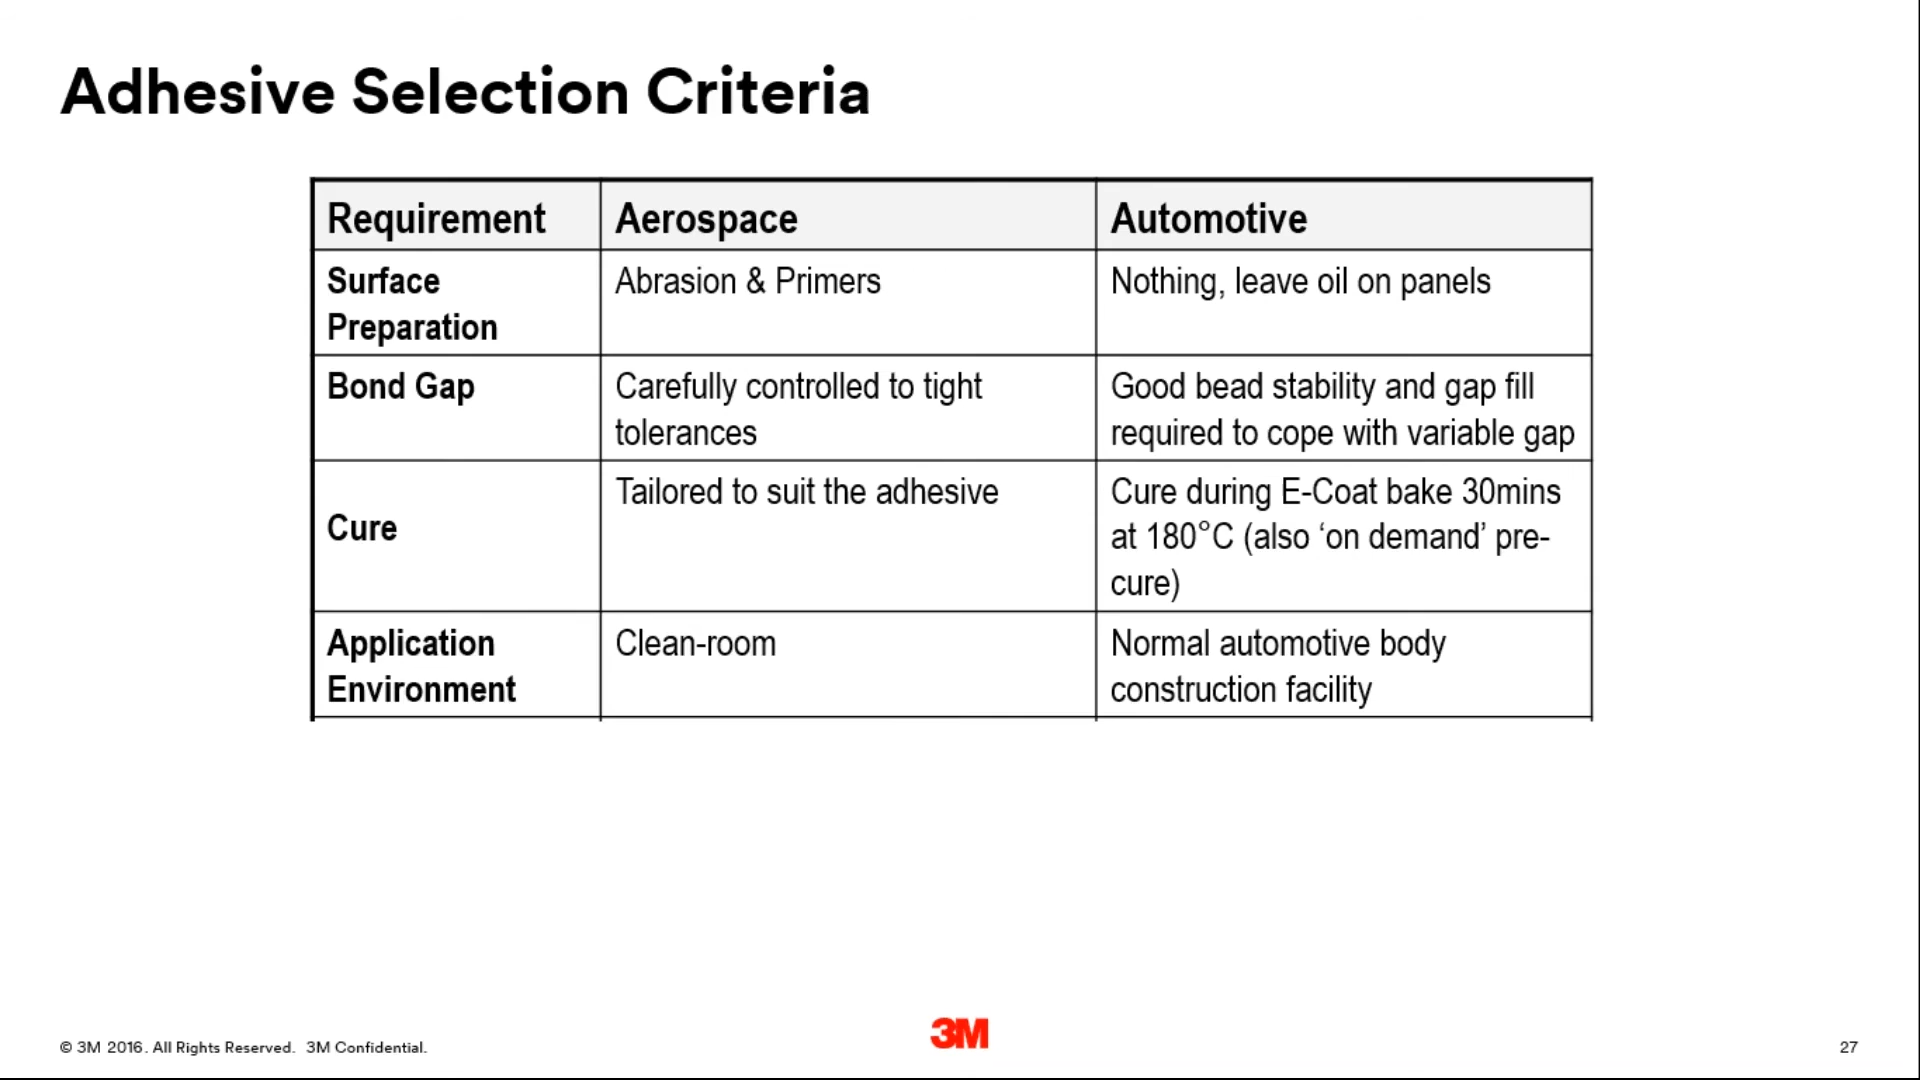 Adhesive Selection Criteria
Requirement
Aerospace
Automotive
Surface
Preparation
Abrasion & Primers
Nothing, leave oil on panels
Bond Gap
Carefully controlled to tight
tolerances
Good bead stability and gap fill
required to cope with variable gap
Cure
Tailored to suit the adhesive
Cure during E-Coat bake 30mins
at 180°C (also ‘on demand’ pre-
cure)
Application
Environment
Clean-room
Normal automotive body
construction facility
© 3M 2016. All Rights Reserved. 3M Confidential.
3M
27